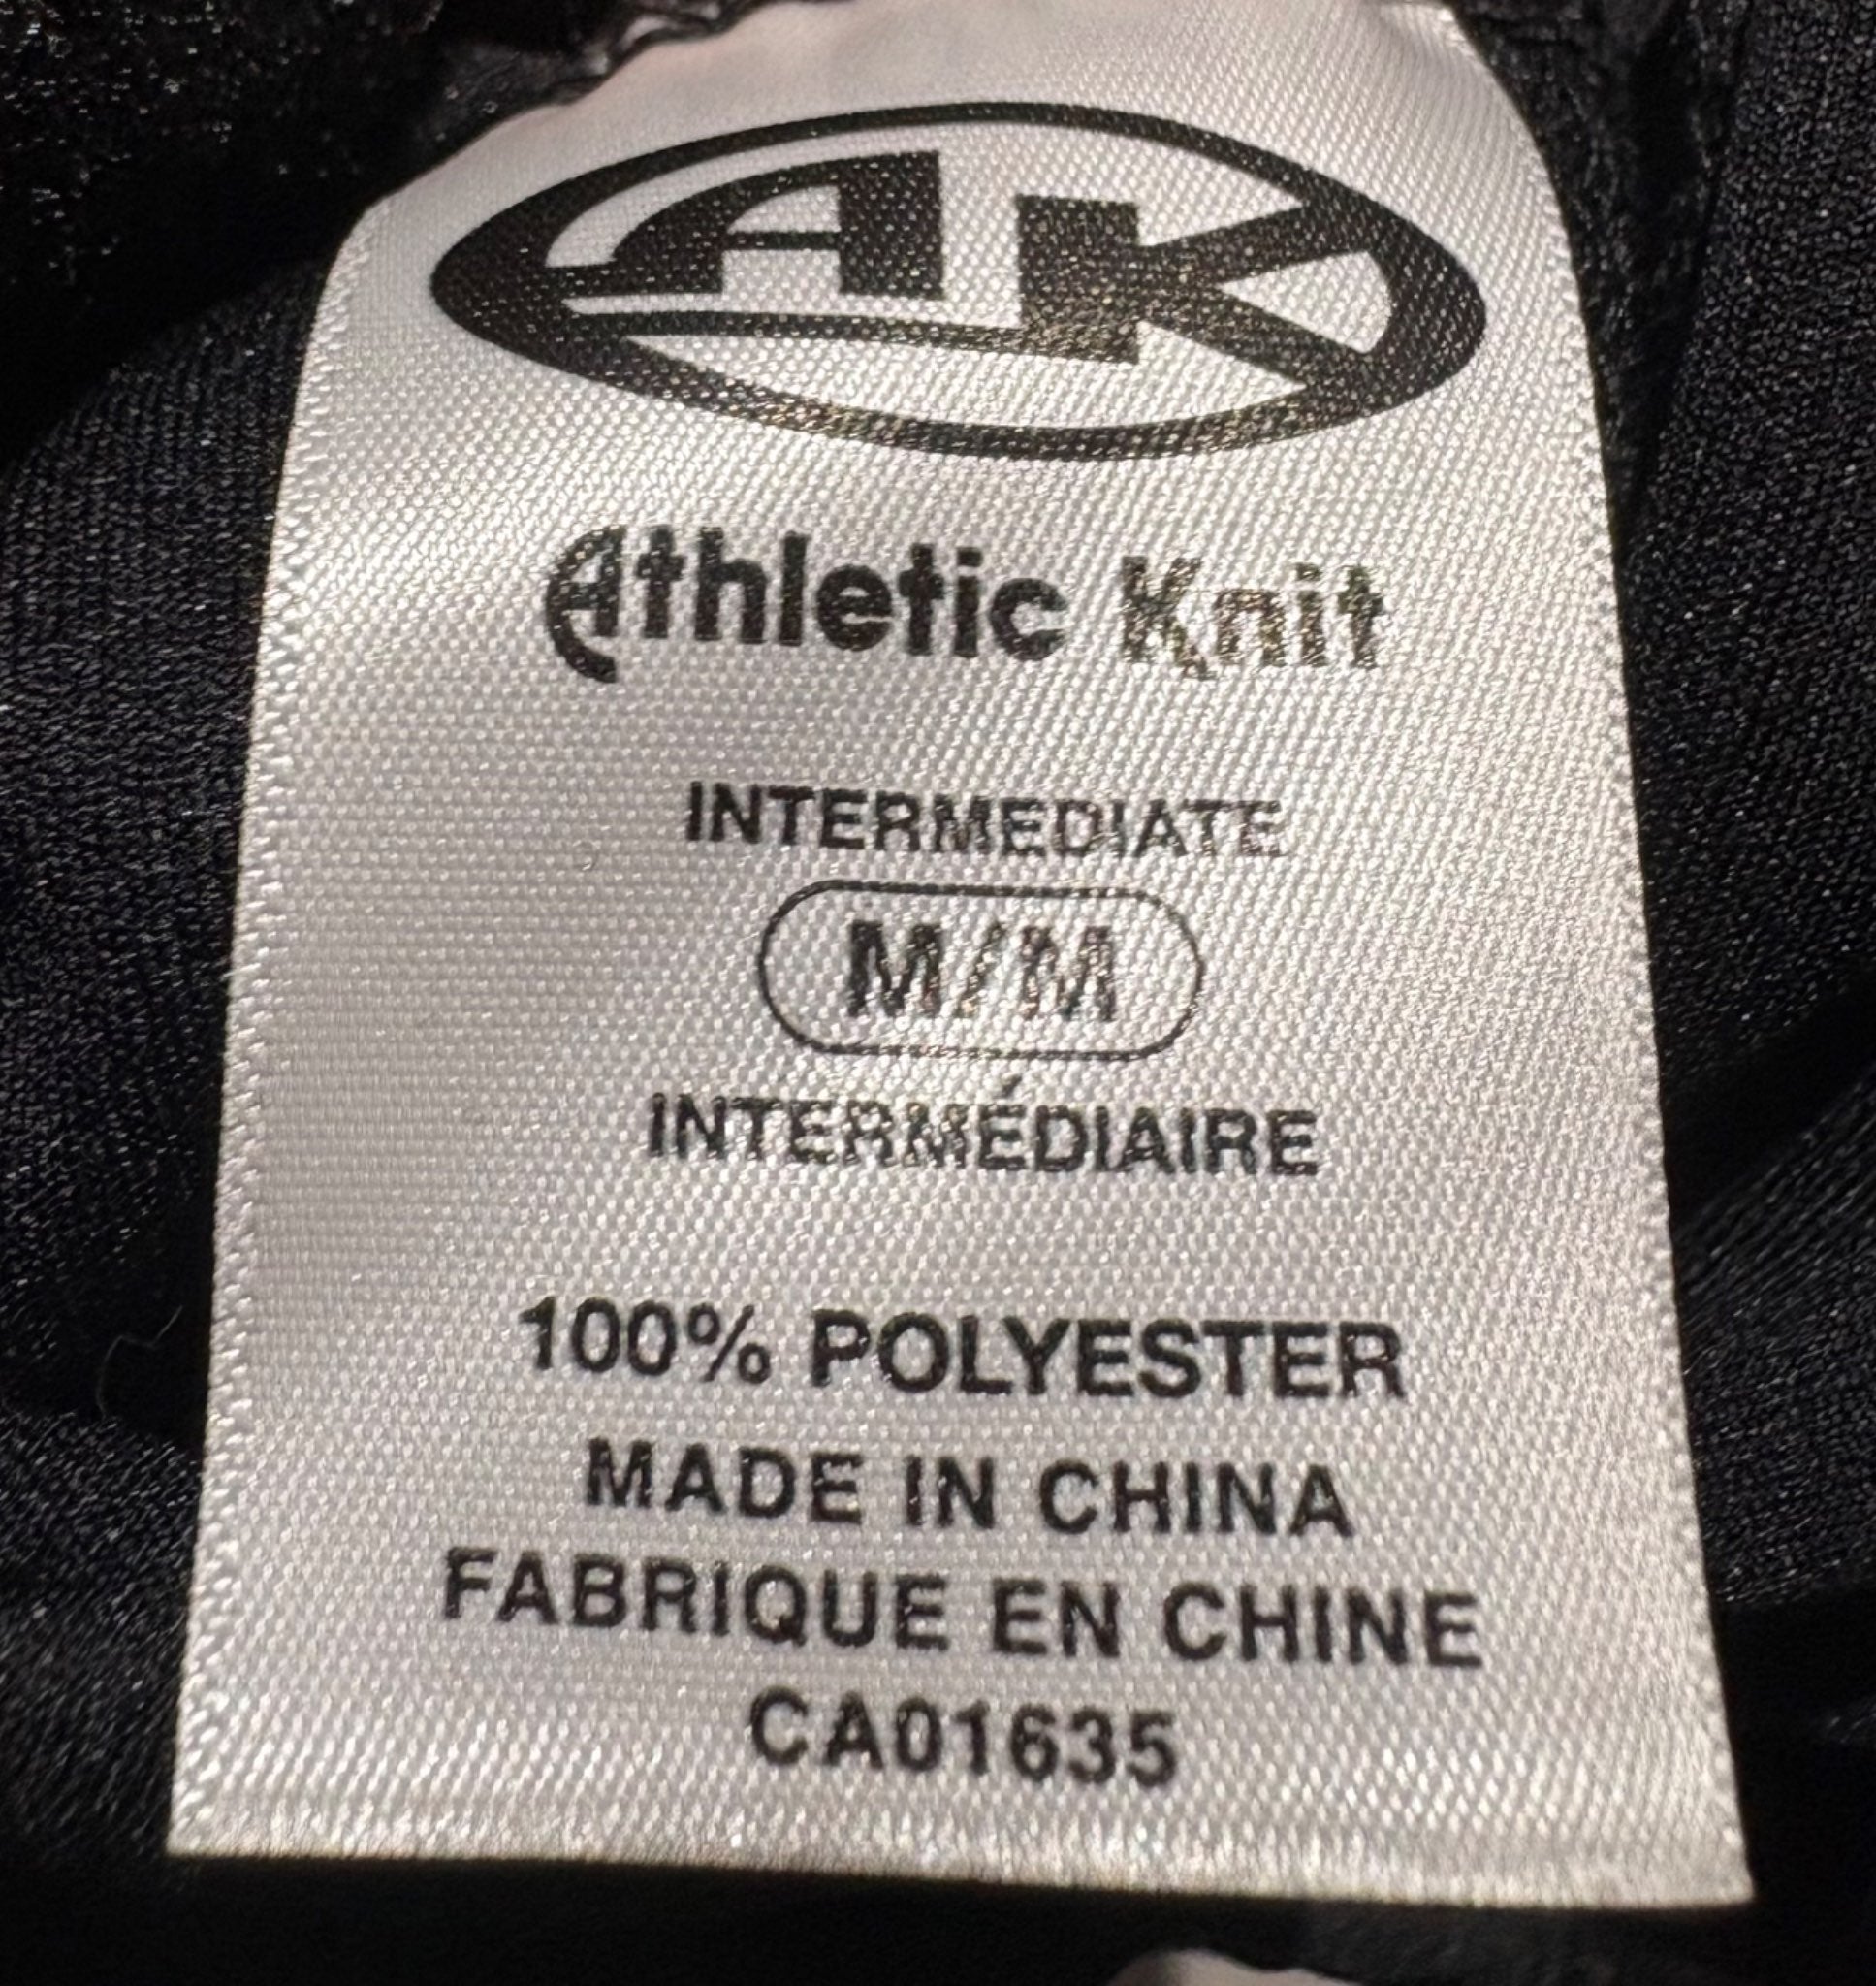 AK
Athletic Knit
INTERMEDIATE
M/M
INTERMÉDIAIRE
100% POLYESTER
MADE IN CHINA
FABRIQUE EN CHINE
CA01635